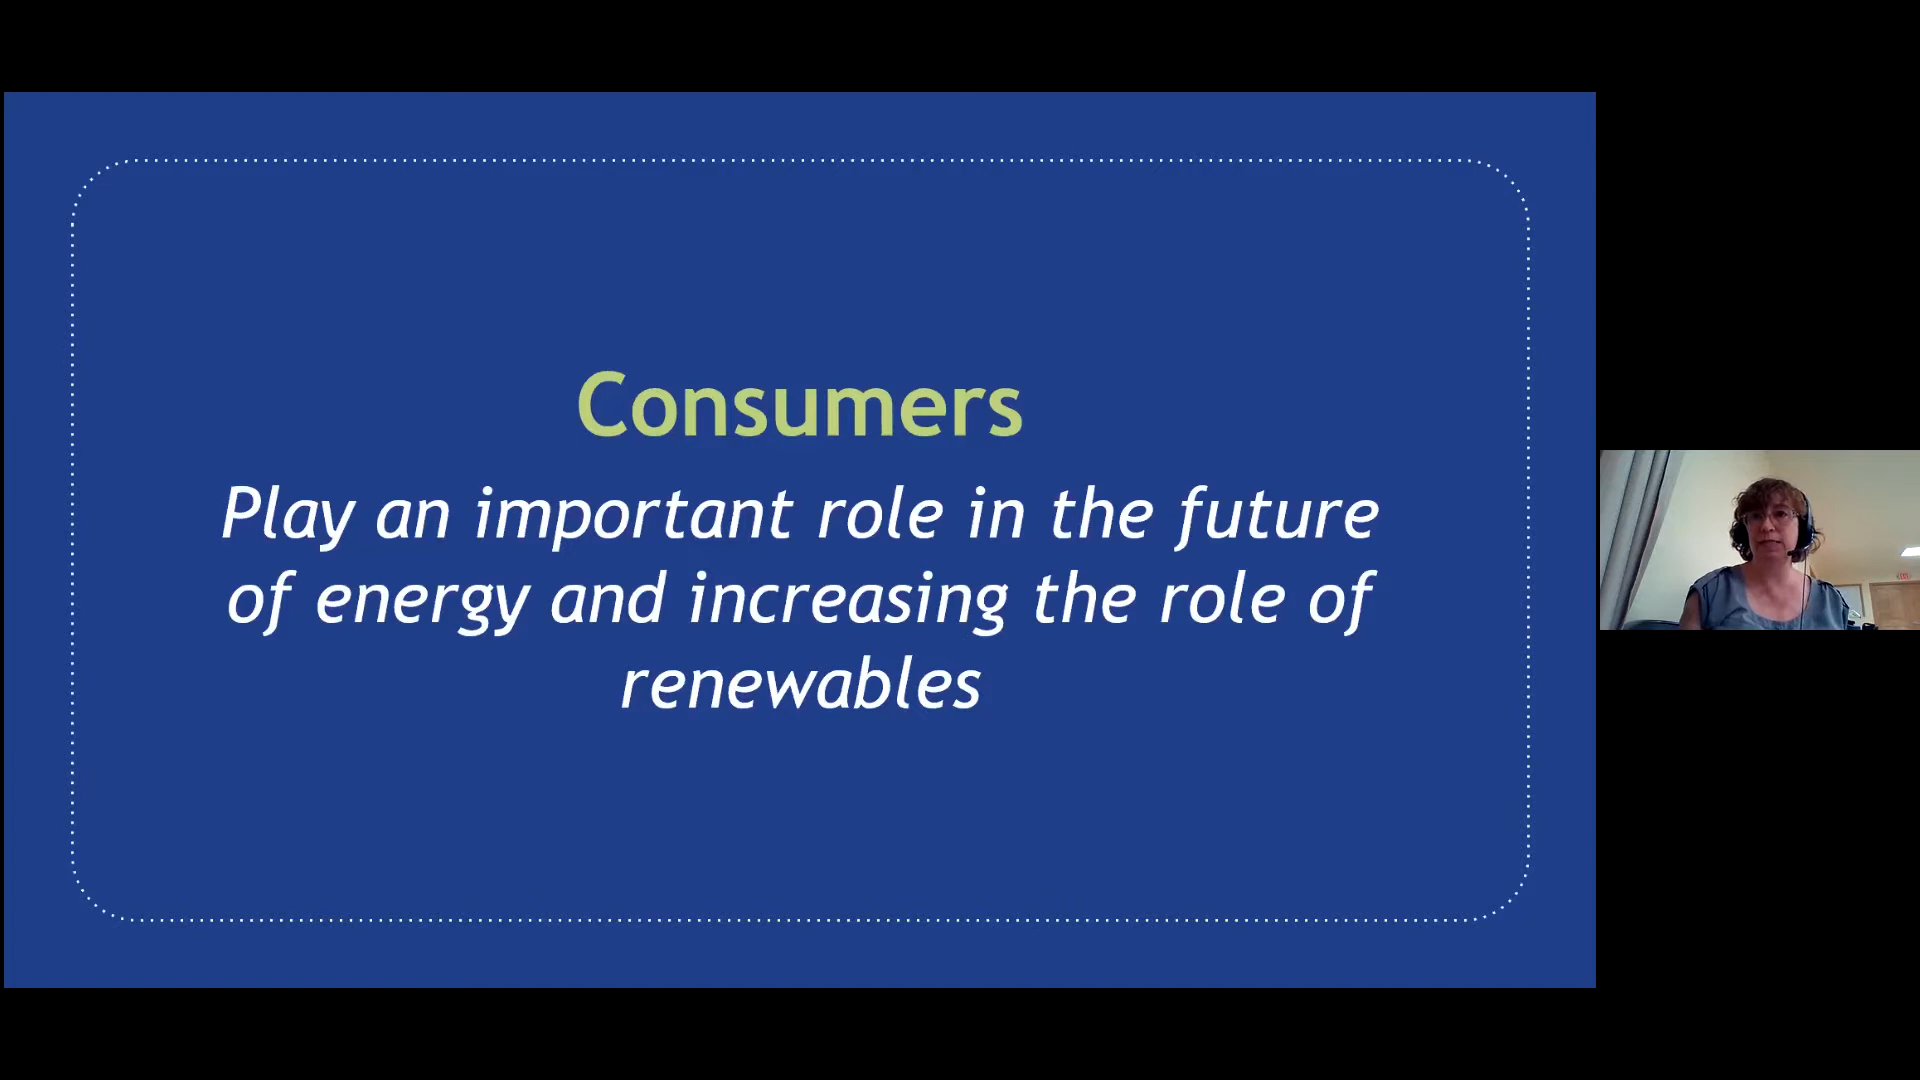 Consumers
Play an important role in the future
of energy and increasing the role of
renewables